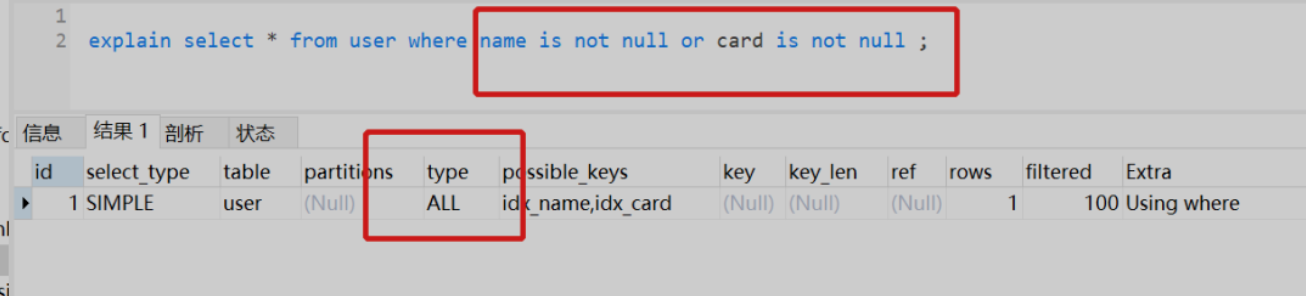 1
2 explain select * from user where name is not null or card is not null ;
信息 结果 1 剖析 状态
id select_type table partitions type possible_keys key key_len ref rows filtered Extra
1 SIMPLE user (Null) ALL idx_name,idx_card (Null) (Null) (Null) 1 100 Using where